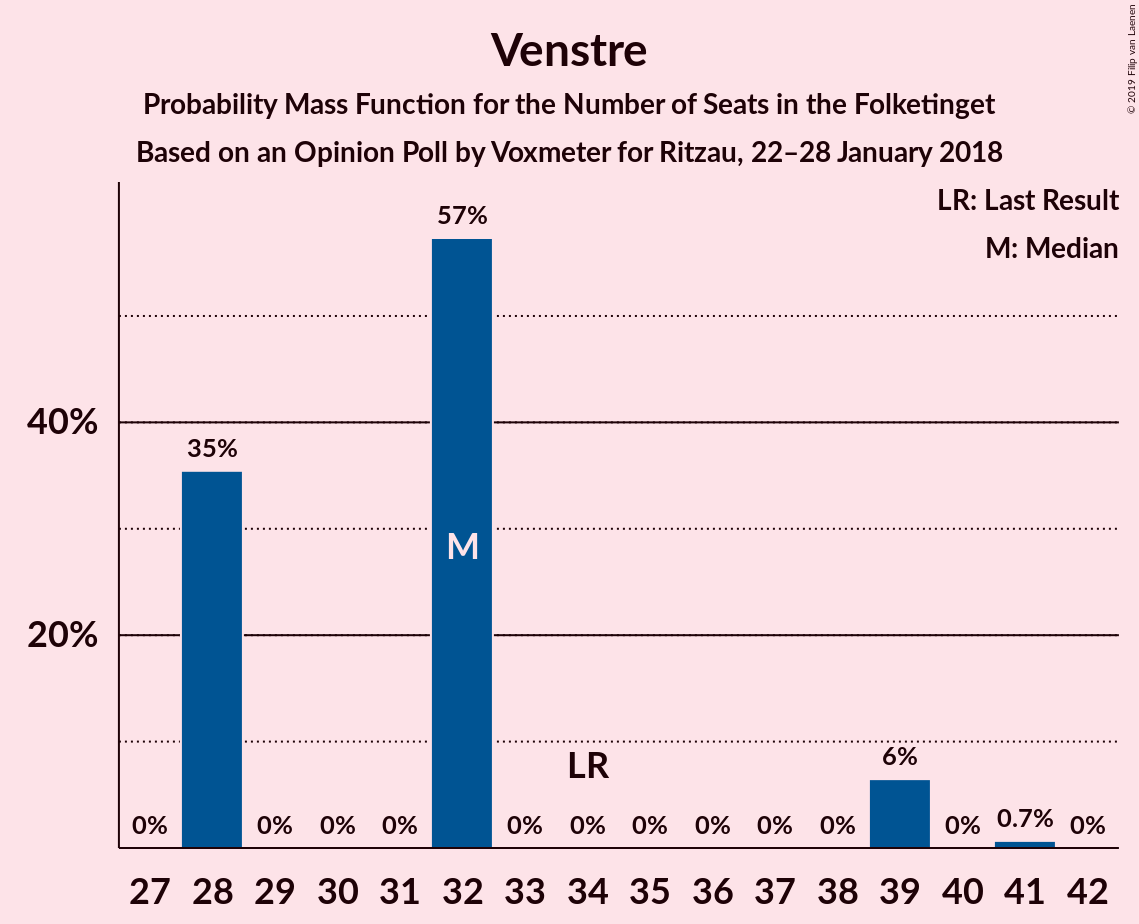 Venstre
Probability Mass Function for the Number of Seats in the Folketinget
Based on an Opinion Poll by Voxmeter for Ritzau, 22–28 January 2018
© 2019 Filip van Laenen
LR: Last Result
M: Median
57%
40%
35%
M
20%
LR
6%
0% 0% 0% 0% 0% 0% 0% 0% 0% 0% 0% 0.7% 0%
27 28 29 30 31 32 33 34 35 36 37 38 39 40 41 42